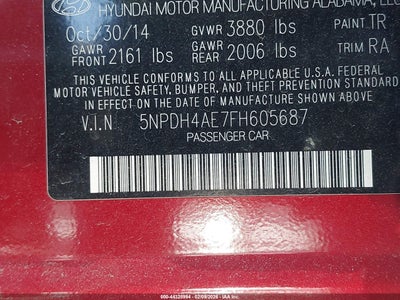 HYUNDAI MOTOR MANUFACTURING ALABAMA, LLC
Oct/30/14 GVWR 3880 lbs PAINT TR
GAWR FRONT 2161 lbs GAWR REAR 2006 lbs TRIM RA
THIS VEHICLE CONFORMS TO ALL APPLICABLE U.S. FEDERAL
MOTOR VEHICLE SAFETY, BUMPER, AND THEFT PREVENTION STANDARD
IN EFFECT ON THE DATE OF MANUFACTURE SHOWN ABOVE.
V.I.N 5NPDH4AE7FH605687
PASSENGER CAR